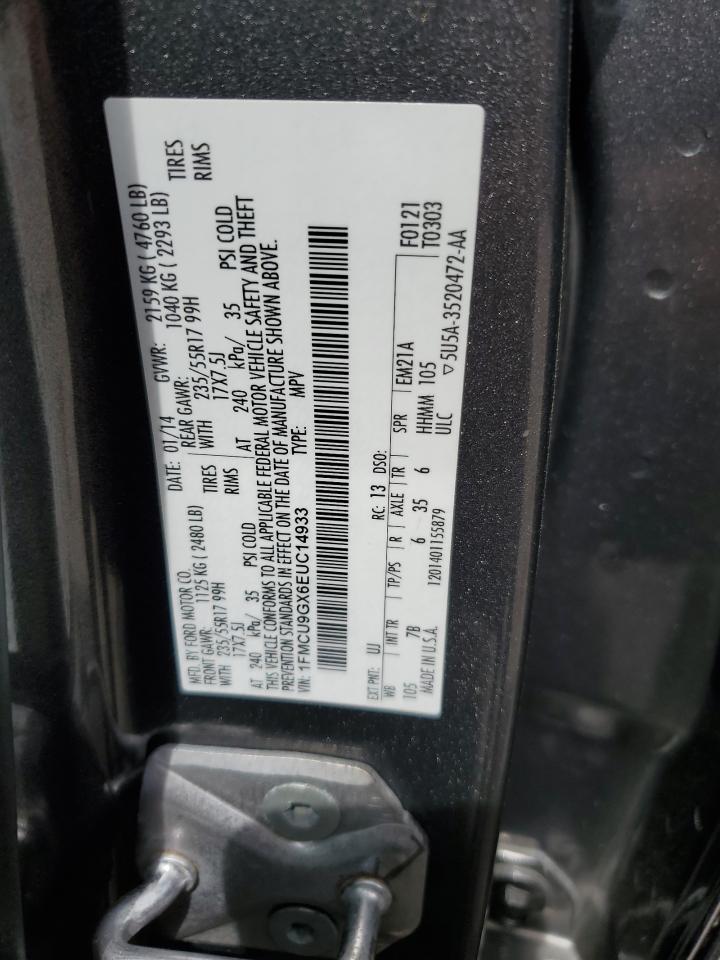 MFD. BY FORD MOTOR CO. DATE: 01/14 GVWR: 2159 KG ( 4760 LB)
FRONT GAWR: 1125 KG ( 2480 LB) REAR GAWR: 1040 KG ( 2293 LB)
WITH 235/55R17 99H TIRES WITH 235/55R17 99H TIRES
17X7.5J RIMS 17X7.5J RIMS
AT 240 kPa/ 35 PSI COLD AT 240 kPa/ 35 PSI COLD
THIS VEHICLE CONFORMS TO ALL APPLICABLE FEDERAL MOTOR VEHICLE SAFETY AND THEFT
PREVENTION STANDARDS IN EFFECT ON THE DATE OF MANUFACTURE SHOWN ABOVE.
VIN: 1FMCU9GX6EUC14933 TYPE: MPV
EXT PNT: UJ RC: 13 DSO: F0121
WB INT TR TP/PS R AXLE TR SPR EM21A T0303
105 7B 6 35 6 HHMM 105
MADE IN U.S.A. 1201401155879 ULC ▽5U5A-3520472-AA